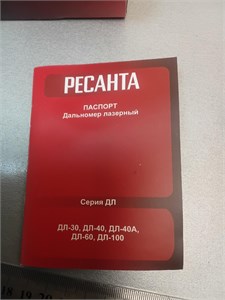 РЕСАНТА
ПАСПОРТ
Дальномер лазерный
Серия ДЛ
ДЛ-30, ДЛ-40, ДЛ-40А,
ДЛ-60, ДЛ-100